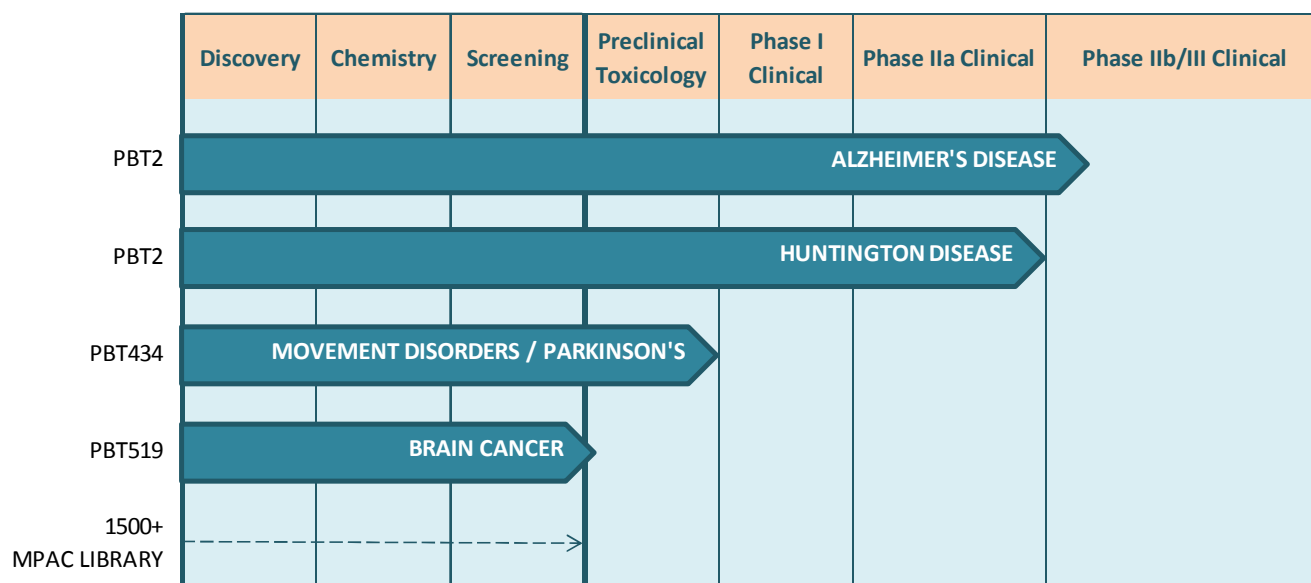 Discovery
Chemistry
Screening
Preclinical
Toxicology
Phase I
Clinical
Phase IIa Clinical
Phase IIb/III Clinical
PBT2
ALZHEIMER'S DISEASE
PBT2
HUNTINGTON DISEASE
PBT434
MOVEMENT DISORDERS / PARKINSON'S
PBT519
BRAIN CANCER
1500+
MPAC LIBRARY